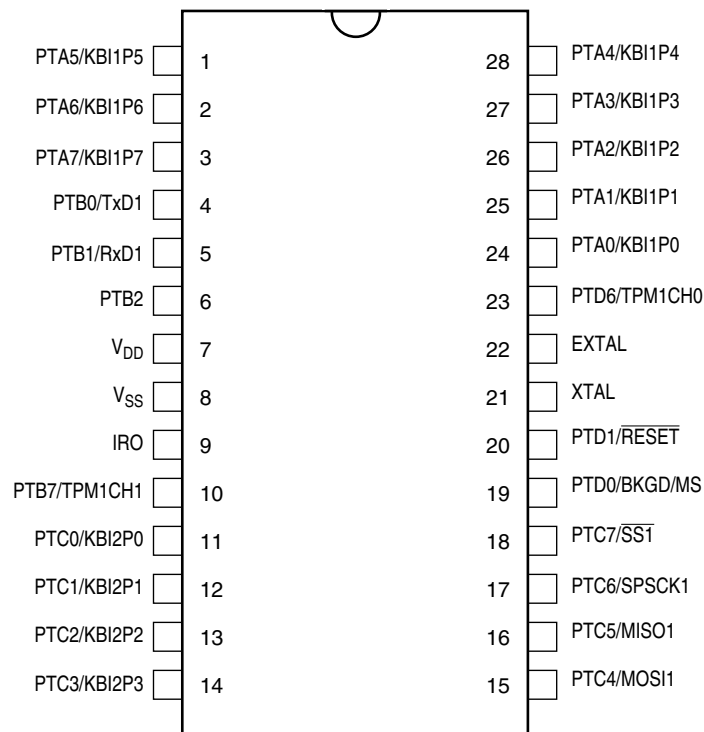 PTA5/KBI1P5 1 28 PTA4/KBI1P4
PTA6/KBI1P6 2 27 PTA3/KBI1P3
PTA7/KBI1P7 3 26 PTA2/KBI1P2
PTB0/TxD1 4 25 PTA1/KBI1P1
PTB1/RxD1 5 24 PTA0/KBI1P0
PTB2 6 23 PTD6/TPM1CH0
VDD 7 22 EXTAL
VSS 8 21 XTAL
IRO 9 20 PTD1/RESET
PTB7/TPM1CH1 10 19 PTD0/BKGD/MS
PTC0/KBI2P0 11 18 PTC7/SS1
PTC1/KBI2P1 12 17 PTC6/SPSCK1
PTC2/KBI2P2 13 16 PTC5/MISO1
PTC3/KBI2P3 14 15 PTC4/MOSI1